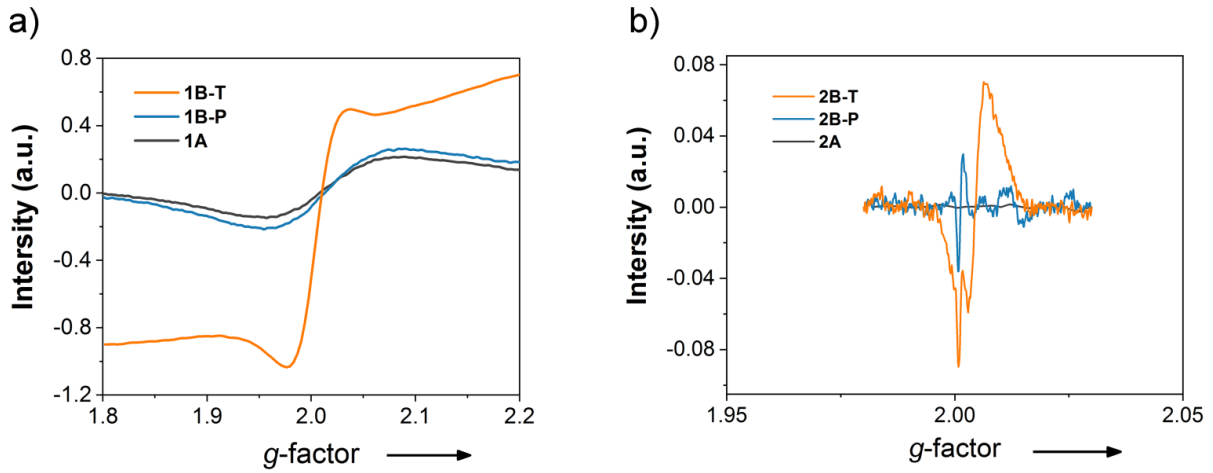 a)
Intersity (a.u.)
0.8
0.4
0.0
-0.4
-0.8
-1.2
1B-T
1B-P
1A
1.8 1.9 2.0 2.1 2.2
g-factor
b)
Intersity (a.u.)
0.08
0.04
0.00
-0.04
-0.08
2B-T
2B-P
2A
1.95 2.00 2.05
g-factor